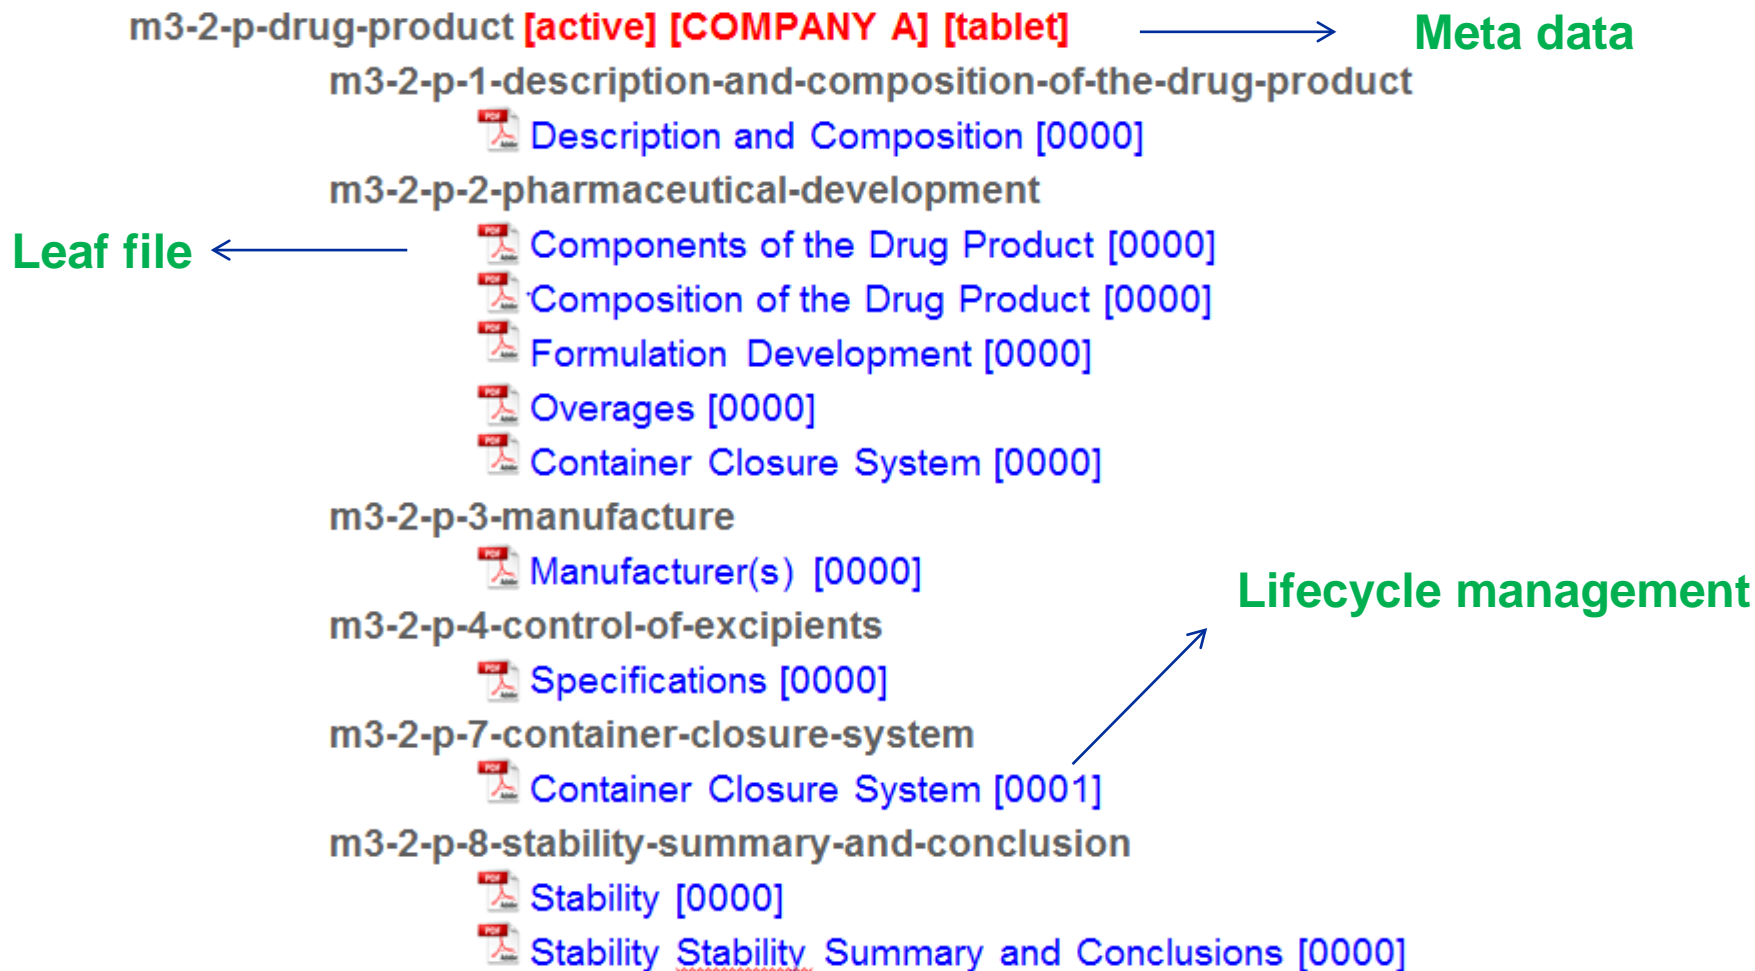 m3-2-p-drug-product [active] [COMPANY A] [tablet] Meta data
m3-2-p-1-description-and-composition-of-the-drug-product
Description and Composition [0000]
m3-2-p-2-pharmaceutical-development
Leaf file
Components of the Drug Product [0000]
Composition of the Drug Product [0000]
Formulation Development [0000]
Overages [0000]
Container Closure System [0000]
m3-2-p-3-manufacture
Manufacturer(s) [0000]
Lifecycle management
m3-2-p-4-control-of-excipients
Specifications [0000]
m3-2-p-7-container-closure-system
Container Closure System [0001]
m3-2-p-8-stability-summary-and-conclusion
Stability [0000]
Stability Stability Summary and Conclusions [0000]